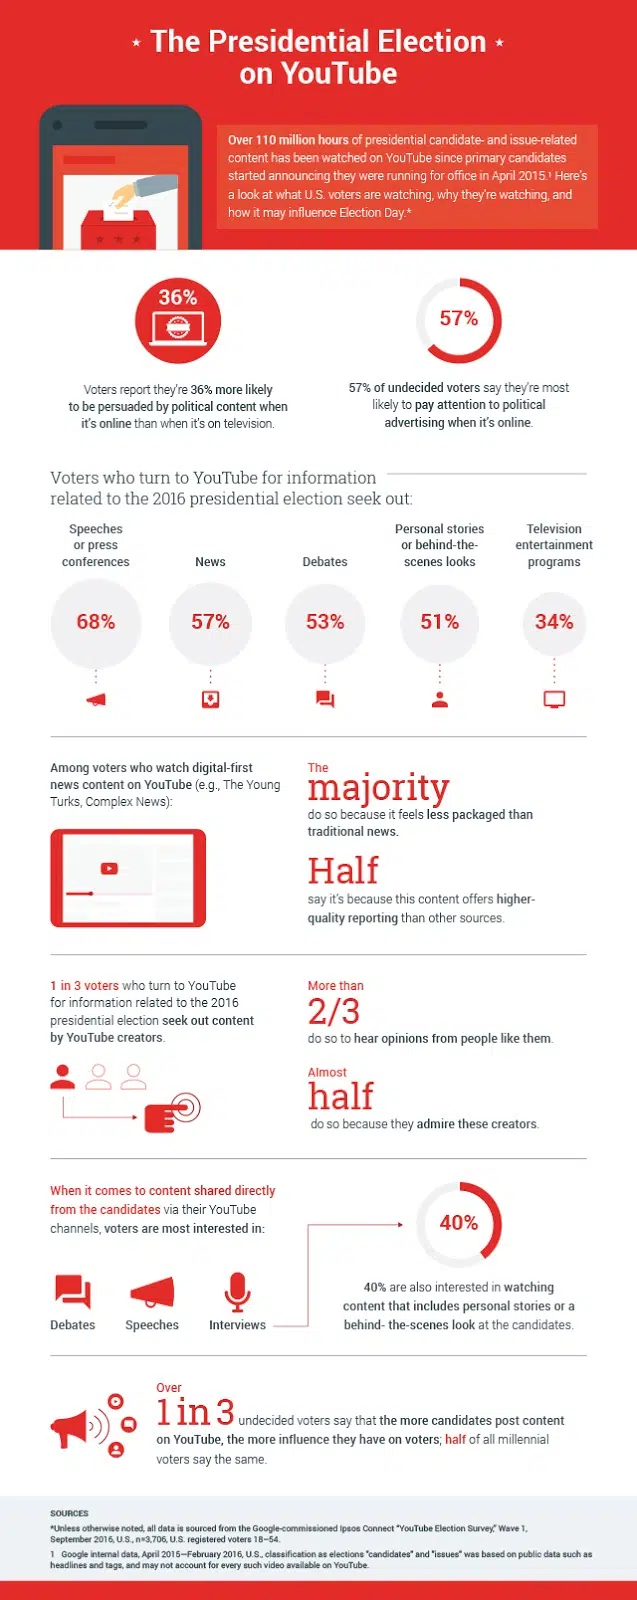 The Presidential Election
on YouTube
Over 110 million hours of presidential candidate- and issue-related
content has been watched on YouTube since primary candidates
started announcing they were running for office in April 2015.¹ Here's
a look at what U.S. voters are watching, why they're watching, and
how it may influence Election Day.*
36%
57%
Voters report they're 36% more likely
to be persuaded by political content when
it's online than when it's on television.
57% of undecided voters say they're most
likely to pay attention to political
advertising when it's online.
Voters who turn to YouTube for information
related to the 2016 presidential election seek out:
Speeches
or press
conferences
News
Debates
Personal stories
or behind-the-
scenes looks
Television
entertainment
programs
68%
57%
53%
51%
34%
Among voters who watch digital-first
news content on YouTube (e.g., The Young
Turks, Complex News):
The
majority
do so because it feels less packaged than
traditional news.
Half
say it's because this content offers higher-
quality reporting than other sources.
1 in 3 voters who turn to YouTube
for information related to the 2016
presidential election seek out content
by YouTube creators.
More than
2/3
do so to hear opinions from people like them.
Almost
half
do so because they admire these creators.
When it comes to content shared directly
from the candidates via their YouTube
channels, voters are most interested in:
Debates
Speeches
Interviews
40%
40% are also interested in watching
content that includes personal stories or a
behind- the-scenes look at the candidates.
Over
1 in 3 undecided voters say that the more candidates post content
on YouTube, the more influence they have on voters; half of all millennial
voters say the same.
SOURCES
*Unless otherwise noted, all data is sourced from the Google-commissioned Ipsos Connect "YouTube Election Survey," Wave 1,
September 2016, U.S., n=3,706, U.S. registered voters 18–54.
1 Google internal data, April 2015—February 2016, U.S., classification as elections "candidates" and "issues" was based on public data such as
headlines and tags, and may not account for every such video available on YouTube.